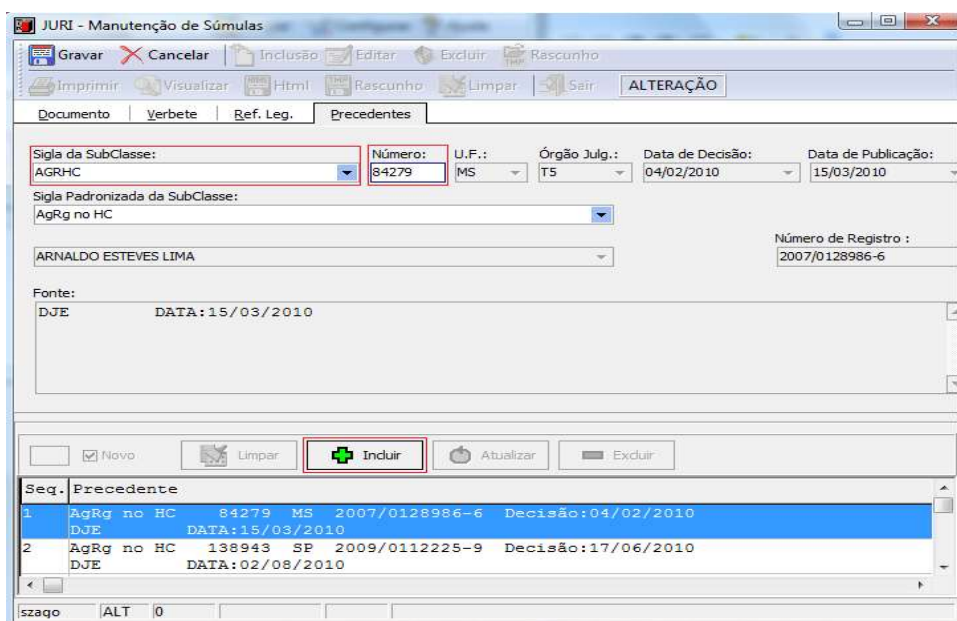 JURI - Manutenção de Súmulas
Gravar Cancelar Inclusão Editar Excluir Rascunho
Imprimir Visualizar Html Rascunho Limpar Sair ALTERAÇÃO
Documento Verbete Ref. Leg. Precedentes
Sigla da SubClasse: Número: U.F.: Órgão Julg.: Data de Decisão: Data de Publicação:
AGRHC 84279 MS T5 04/02/2010 15/03/2010
Sigla Padronizada da SubClasse:
AgRg no HC
Número de Registro :
ARNALDO ESTEVES LIMA 2007/0128986-6
Fonte:
DJE DATA:15/03/2010
Novo Limpar Incluir Atualizar Excluir
Seq. Precedente
1 AgRg no HC 84279 MS 2007/0128986-6 Decisão:04/02/2010
DJE DATA:15/03/2010
2 AgRg no HC 138943 SP 2009/0112225-9 Decisão:17/06/2010
DJE DATA:02/08/2010
szago ALT 0